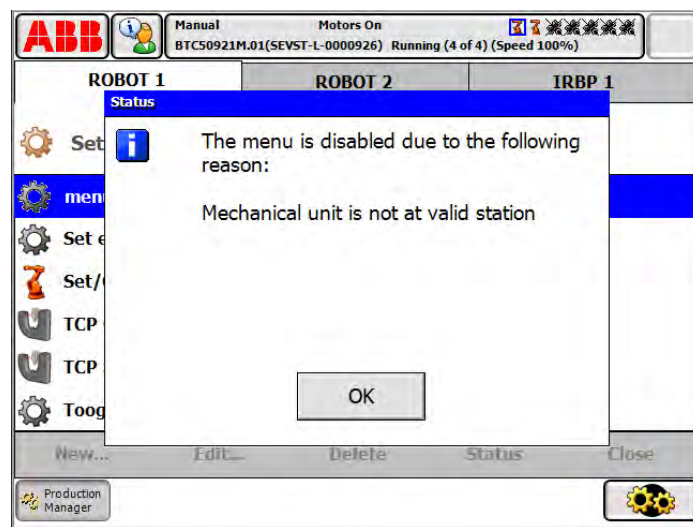 ABB
Manual Motors On
BTC50921M.01(SEVST-L-0000926) Running (4 of 4) (Speed 100%)
ROBOT 1 ROBOT 2 IRBP 1
Status
Set
The menu is disabled due to the following
reason:
men
Mechanical unit is not at valid station
Set e
Set/
TCP
TCP
OK
Toog
New... Edit... Delete Status Close
Production
Manager